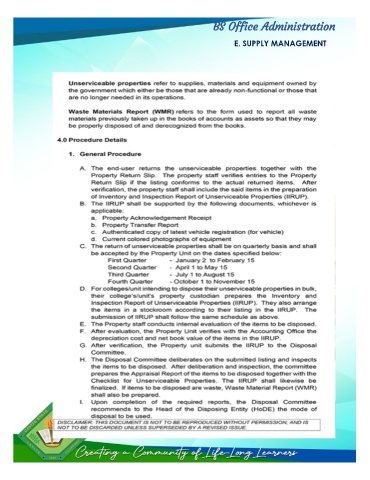 BS Office Administration
E. SUPPLY MANAGEMENT
Unserviceable properties refer to supplies, materials and equipment owned by
the government which either be those that are already non-functional or those that
are no longer needed in its operations.
Waste Materials Report (WMR) refers to the form used to report all waste
materials previously taken up in the books of accounts as assets so that they may
be property disposed of and derecognized from the books.
4.0 Procedure Details
1. General Procedure
A. The end-user returns the unserviceable properties together with the
Property Return Slip. The property staff verifies entries to the Property
Return Slip if the listing conforms to the actual returned items. After
verification, the property staff shall include the said items in the preparation
of Inventory and Inspection Report of Unserviceable Properties (IIRUP).
B. The IIRUP shall be supported by the following documents, whichever is
applicable:
a. Property Acknowledgement Receipt
b. Property Transfer Report
c. Authenticated copy of latest vehicle registration (for vehicle)
d. Current colored photographs of equipment
C. The return of unserviceable properties shall be on quarterly basis and shall
be accepted by the Property Unit on the dates specified below:
First Quarter - January 2 to February 15
Second Quarter - April 1 to May 15
Third Quarter - July 1 to August 15
Fourth Quarter - October 1 to November 15
D. For colleges/unit intending to dispose their unserviceable properties in bulk,
their college's/unit's property custodian prepares the Inventory and
Inspection Report of Unserviceable Properties (IIRUP). They also arrange
the items in a stockroom according to their listing in the IIRUP. The
submission of IIRUP shall follow the same schedule as above.
E. The Property staff conducts internal evaluation of the items to be disposed.
F. After evaluation, the Property Unit verifies with the Accounting Office the
depreciation cost and net book value of the items in the IIRUP.
G. After verification, the Property unit submits the IIRUP to the Disposal
Committee.
H. The Disposal Committee deliberates on the submitted listing and inspects
the items to be disposed. After deliberation and inspection, the committee
prepares the Appraisal Report of the items to be disposed together with the
Checklist for Unserviceable Properties. The IIRUP shall likewise be
finalized. If items to be disposed are waste, Waste Material Report (WMR)
shall also be prepared.
I. Upon completion of the required reports, the Disposal Committee
recommends to the Head of the Disposing Entity (HoDE) the mode of
disposal to be used.
DISCLAIMER: THIS DOCUMENT IS NOT TO BE REPRODUCED WITHOUT PERMISSION; AND IS
NOT TO BE DISCARDED UNLESS SUPERSEDED BY A REVISED ISSUE.
Creating a Community of Life-Long Learners